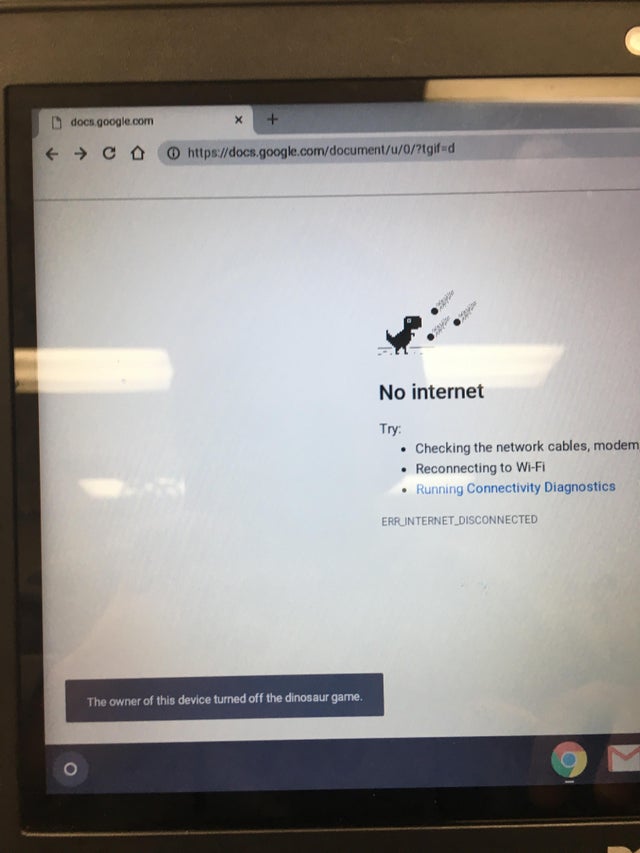 docs.google.com
https://docs.google.com/document/u/0/?tgif=d
No internet
Try:
Checking the network cables, modem
Reconnecting to Wi-Fi
Running Connectivity Diagnostics
ERR_INTERNET_DISCONNECTED
The owner of this device turned off the dinosaur game.